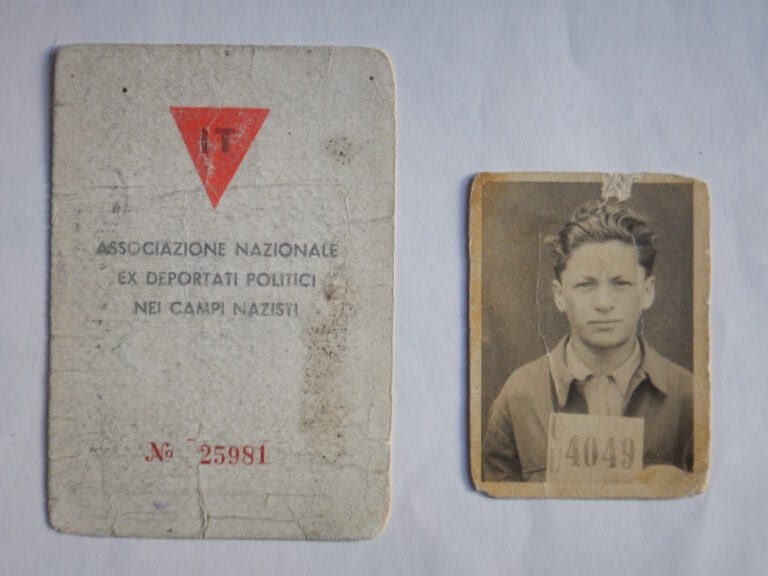 IT
ASSOCIAZIONE NAZIONALE
EX DEPORTATI POLITICI
NEI CAMPI NAZISTI
№ 25981
4049